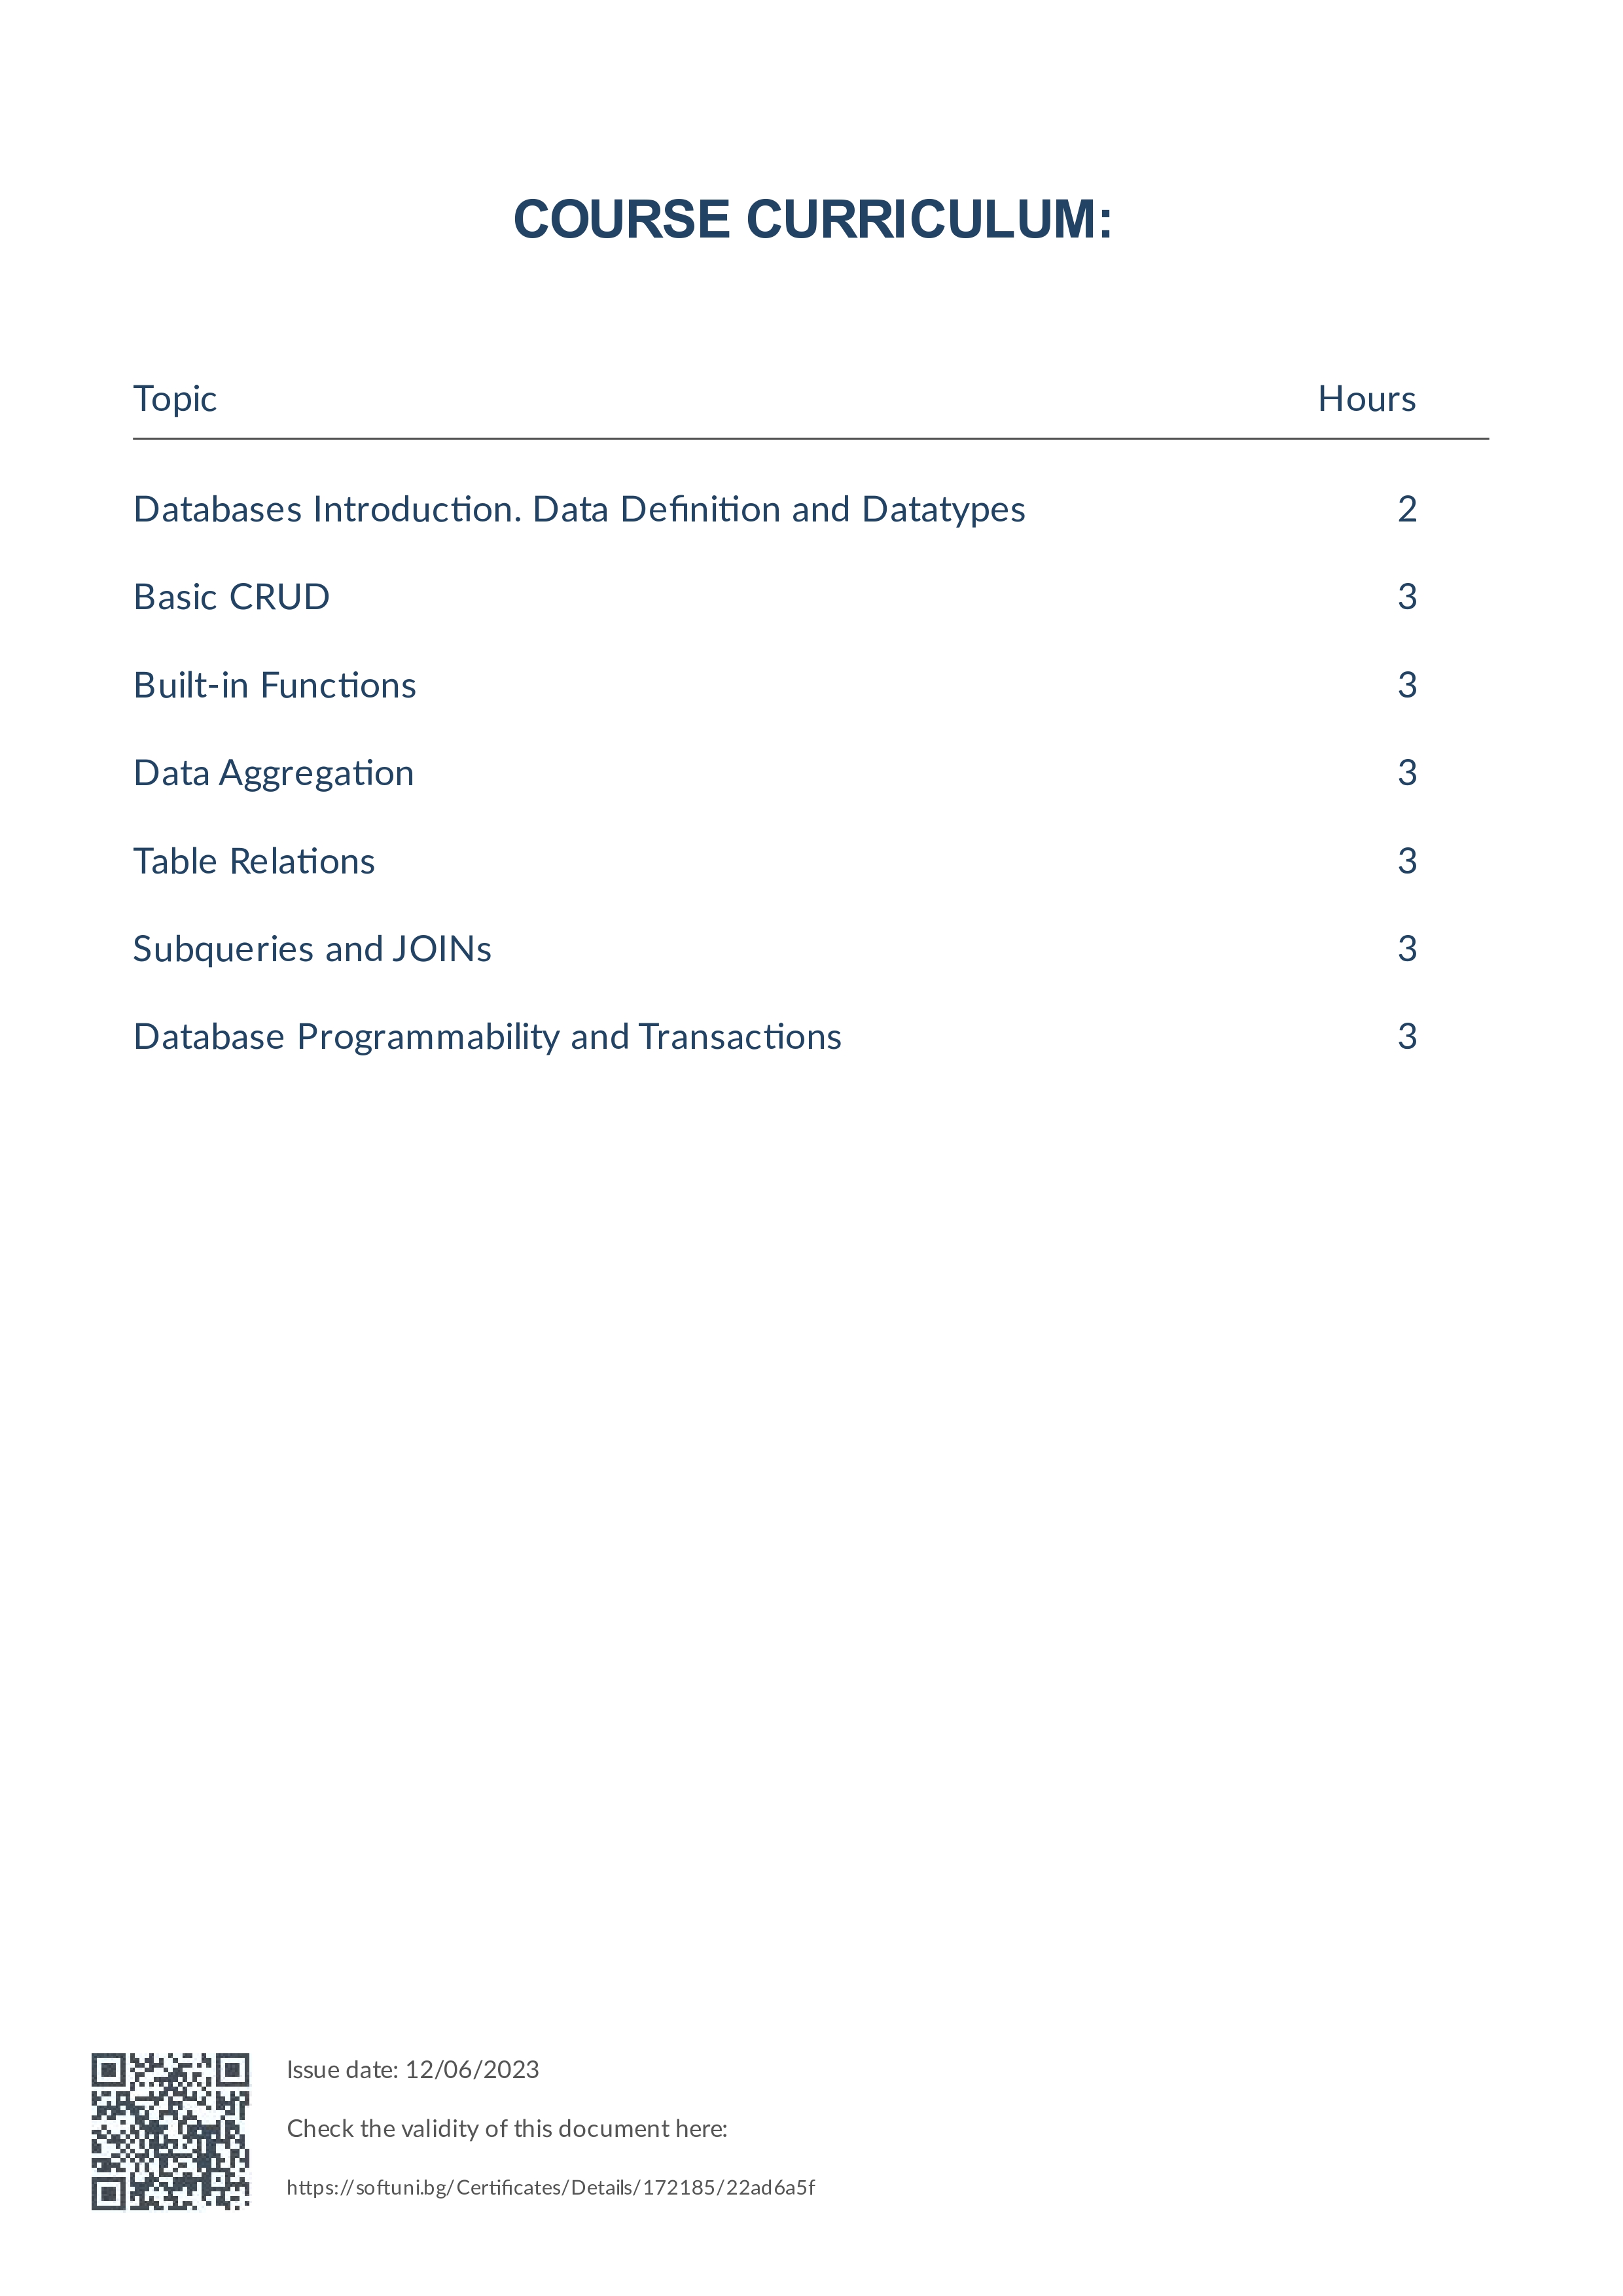 COURSE CURRICULUM:
Topic Hours
Databases Introduction. Data Definition and Datatypes 2
Basic CRUD 3
Built-in Functions 3
Data Aggregation 3
Table Relations 3
Subqueries and JOINs 3
Database Programmability and Transactions 3
Issue date: 12/06/2023
Check the validity of this document here:
https://softuni.bg/Certificates/Details/172185/22ad6a5f